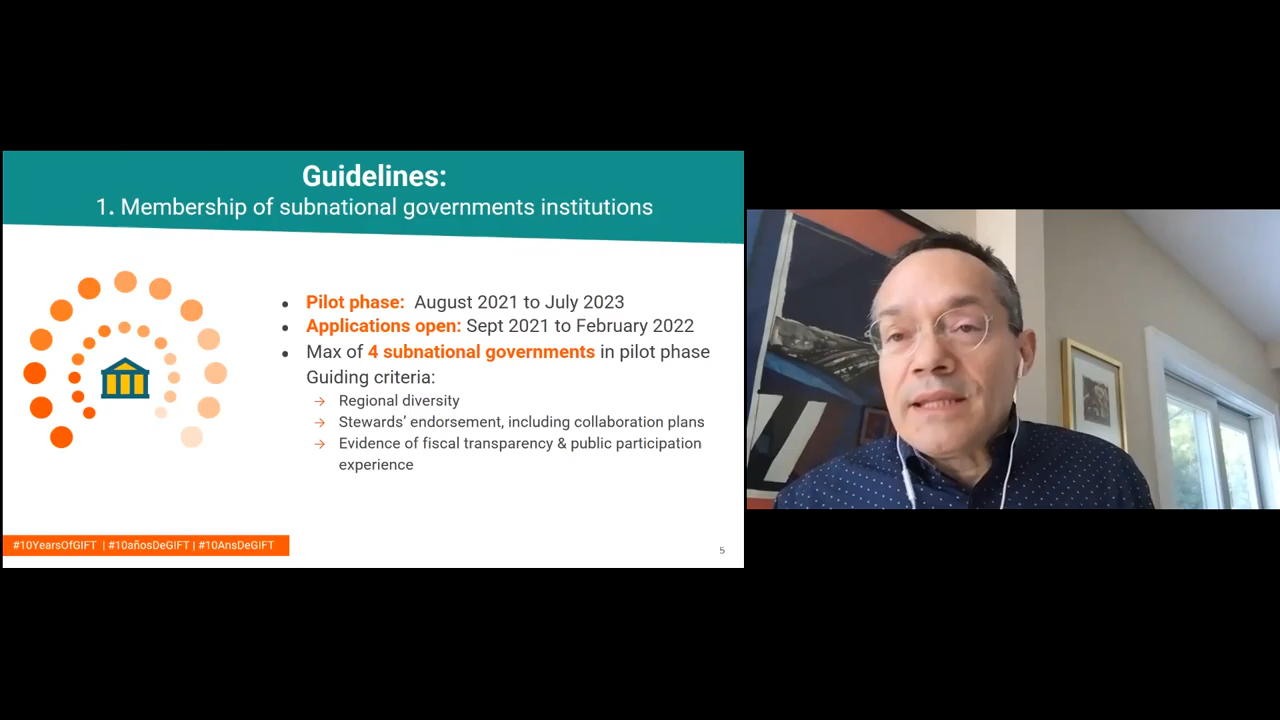 Guidelines:
1. Membership of subnational governments institutions
● Pilot phase: August 2021 to July 2023
● Applications open: Sept 2021 to February 2022
● Max of 4 subnational governments in pilot phase
Guiding criteria:
→ Regional diversity
→ Stewards’ endorsement, including collaboration plans
→ Evidence of fiscal transparency & public participation
experience
#10YearsOfGIFT | #10añosDeGIFT | #10AnsDeGIFT
5